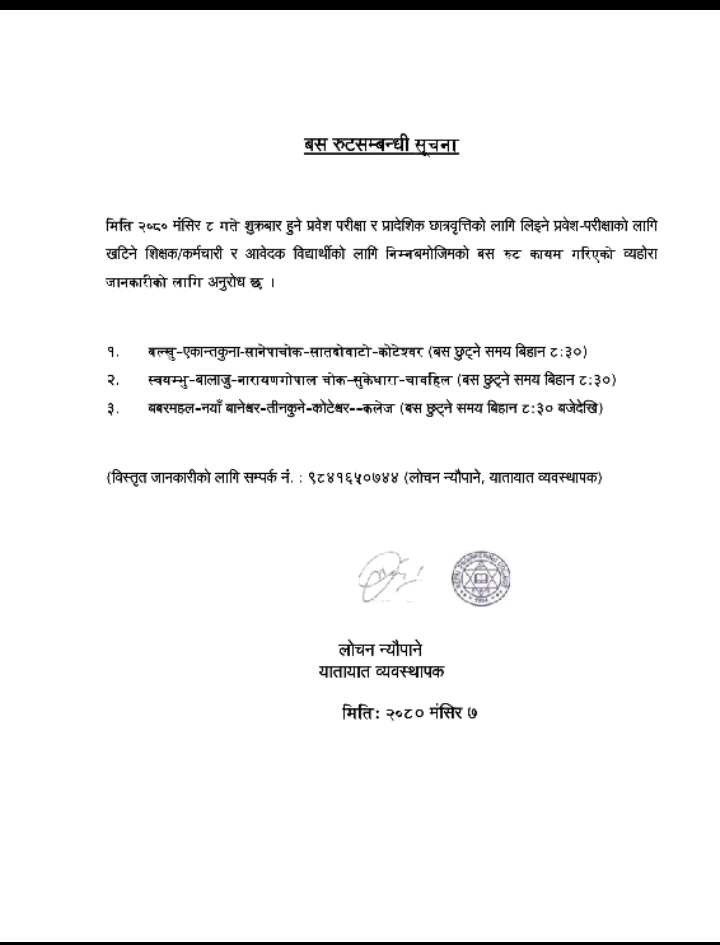 बस रुटसम्बन्धी सूचना
मिति २०८० मंसिर ८ गते शुक्रबार हुने प्रवेश परीक्षा र प्रादेशिक छात्रवृत्तिको लागि लिइने प्रवेश-परीक्षाको लागि
खटिने शिक्षक/कर्मचारी र आवेदक विद्यार्थीको लागि निम्नबमोजिमको बस रुट कायम गरिएको व्यहोरा
जानकारीको लागि अनुरोध छ ।
१. बल्खु-एकान्तकुना-सानेपाचोक-सातदोबाटो-कोटेश्वर (बस छुट्ने समय बिहान ८:३०)
२. स्वयम्भु-बालाजु-नारायणगोपाल चोक-सुकेधारा-चावहिल (बस छुट्ने समय बिहान ८:३०)
३. बबरमहल-नयाँ बानेश्वर-तीनकुने-कोटेश्वर--कलेज (बस छुट्ने समय बिहान ८:३० बजेदेखि)
(विस्तृत जानकारीको लागि सम्पर्क नं. : ९८४१६५०७४४ (लोचन न्यौपाने, यातायात व्यवस्थापक)
लोचन न्यौपाने
यातायात व्यवस्थापक
मिति: २०८० मंसिर ७